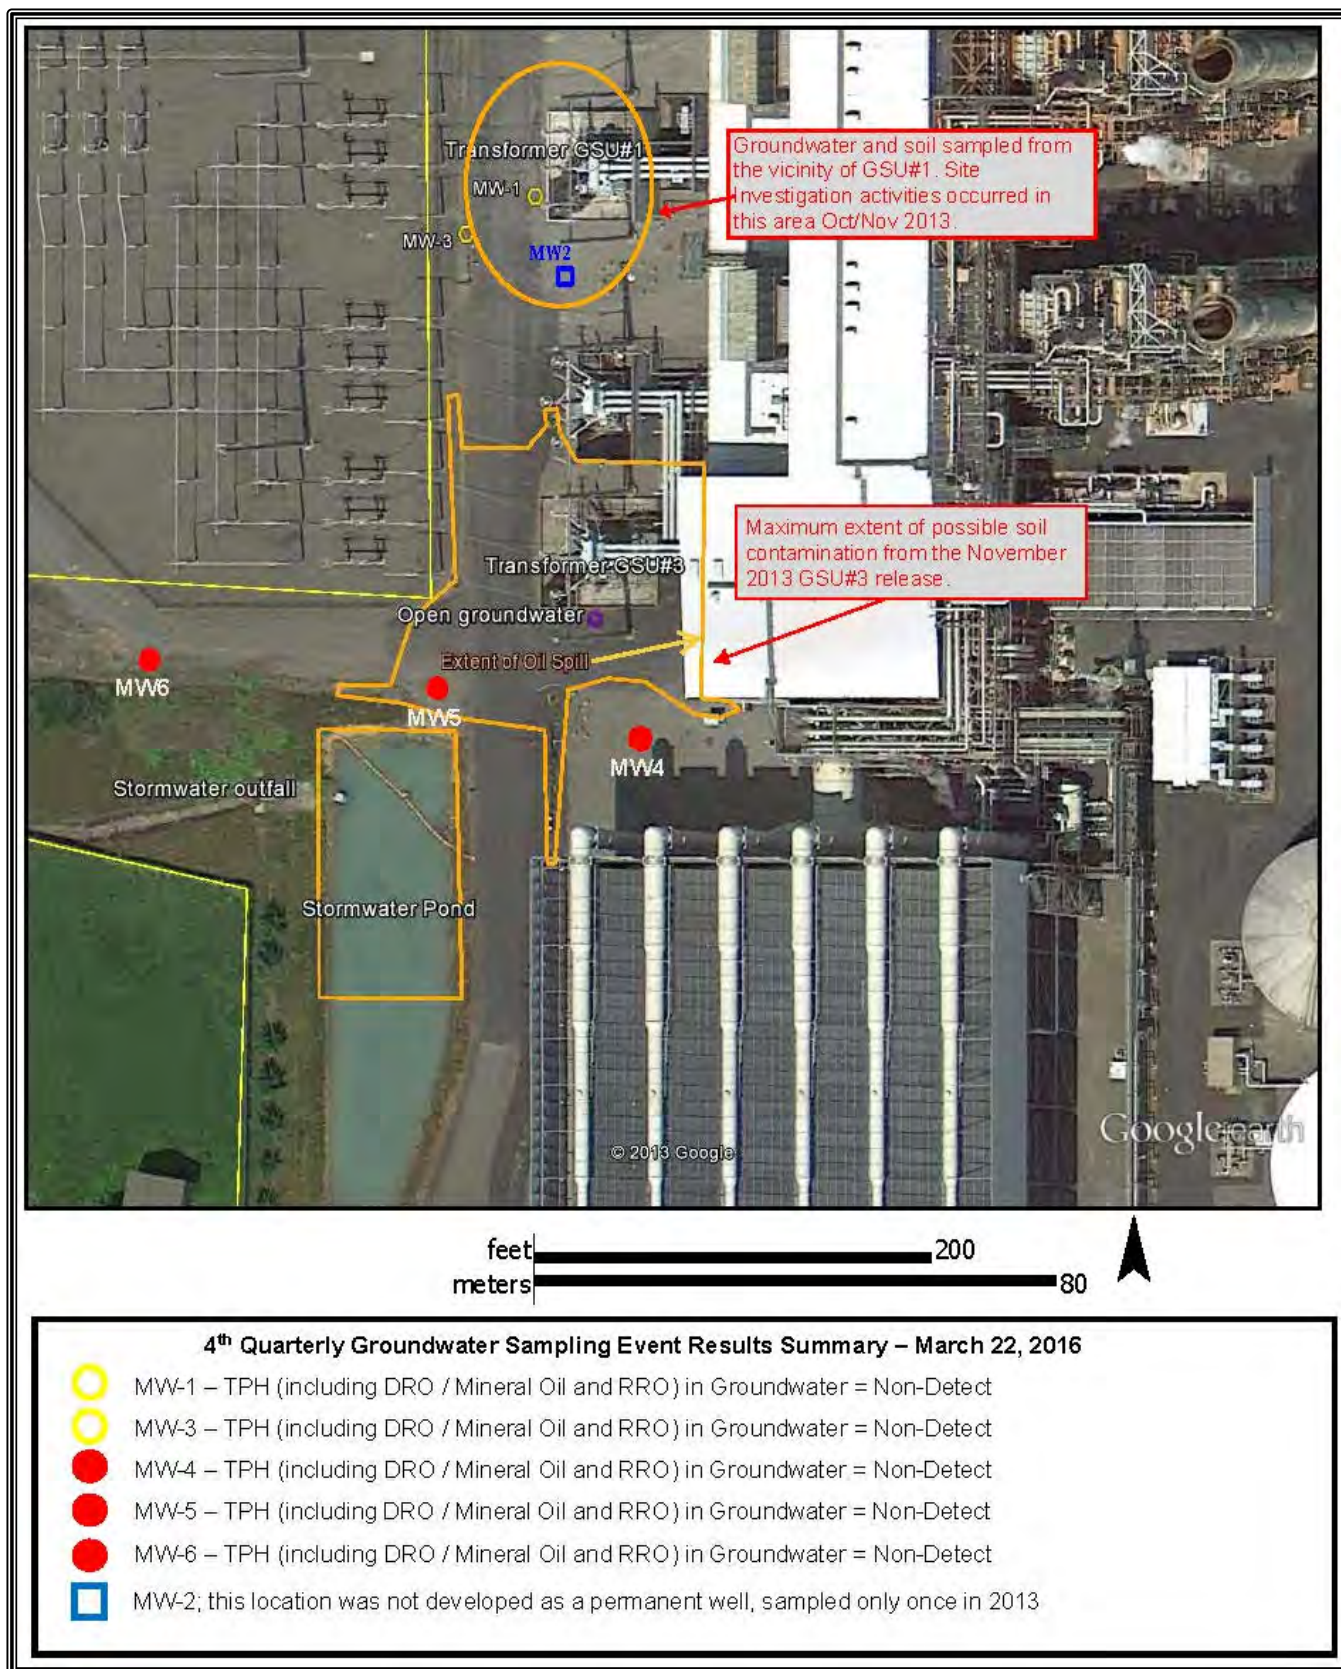 Transformer GSU#1
MW-1
MW-3
MW2
Groundwater and soil sampled from
the vicinity of GSU#1. Site
Investigation activities occurred in
this area Oct/Nov 2013.
Maximum extent of possible soil
contamination from the November
2013 GSU#3 release.
Transformer GSU#3
Open groundwater
Extent of Oil Spill
MW6
MW5
MW4
Stormwater outfall
Stormwater Pond
Google earth
© 2013 Google
feet 200
meters 80
4th Quarterly Groundwater Sampling Event Results Summary – March 22, 2016
MW-1 – TPH (including DRO / Mineral Oil and RRO) in Groundwater = Non-Detect
MW-3 – TPH (including DRO / Mineral Oil and RRO) in Groundwater = Non-Detect
MW-4 – TPH (including DRO / Mineral Oil and RRO) in Groundwater = Non-Detect
MW-5 – TPH (including DRO / Mineral Oil and RRO) in Groundwater = Non-Detect
MW-6 – TPH (including DRO / Mineral Oil and RRO) in Groundwater = Non-Detect
MW-2; this location was not developed as a permanent well, sampled only once in 2013